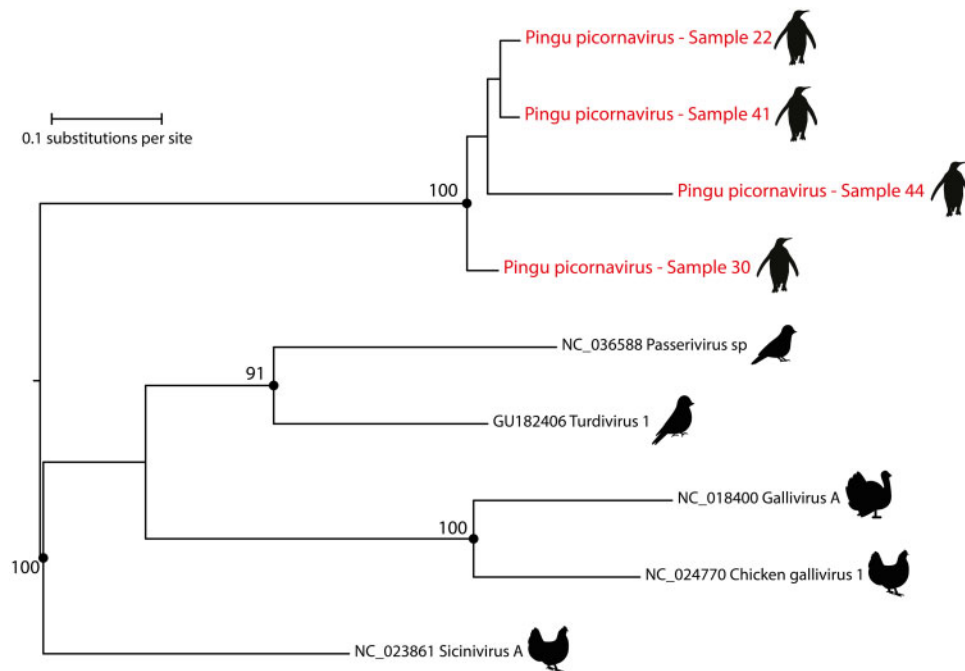 Pingu picornavirus - Sample 22
Pingu picornavirus - Sample 41
0.1 substitutions per site
100
Pingu picornavirus - Sample 44
Pingu picornavirus - Sample 30
NC_036588 Passerivirus sp
91
GU182406 Turdivirus 1
NC_018400 Gallivirus A
100
NC_024770 Chicken gallivirus 1
100
NC_023861 Sicinivirus A